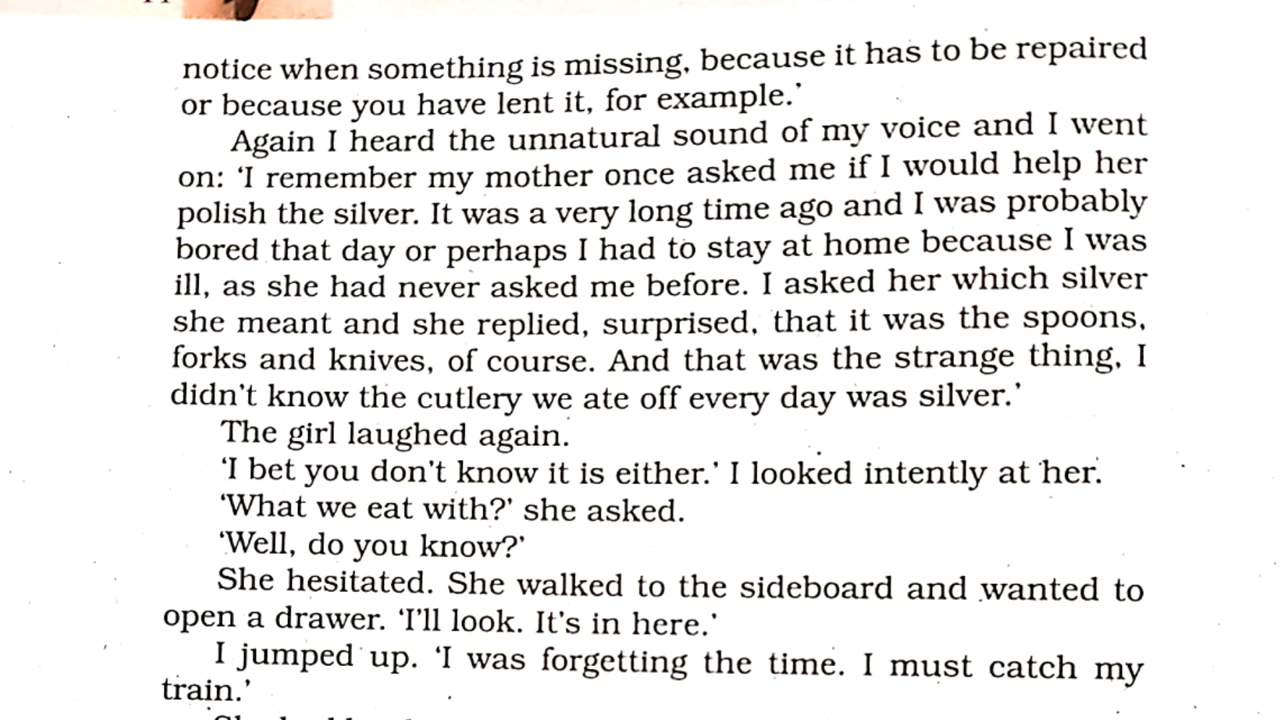 notice when something is missing, because it has to be repaired
or because you have lent it, for example.'
Again I heard the unnatural sound of my voice and I went
on: 'I remember my mother once asked me if I would help her
polish the silver. It was a very long time ago and I was probably
bored that day or perhaps I had to stay at home because I was
ill, as she had never asked me before. I asked her which silver
she meant and she replied, surprised, that it was the spoons,
forks and knives, of course. And that was the strange thing, I
didn't know the cutlery we ate off every day was silver.'
The girl laughed again.
'I bet you don't know it is either.' I looked intently at her.
'What we eat with?' she asked.
'Well, do you know?'
She hesitated. She walked to the sideboard and wanted to
open a drawer. 'I'll look. It's in here.'
I jumped up. 'I was forgetting the time. I must catch my
train.'